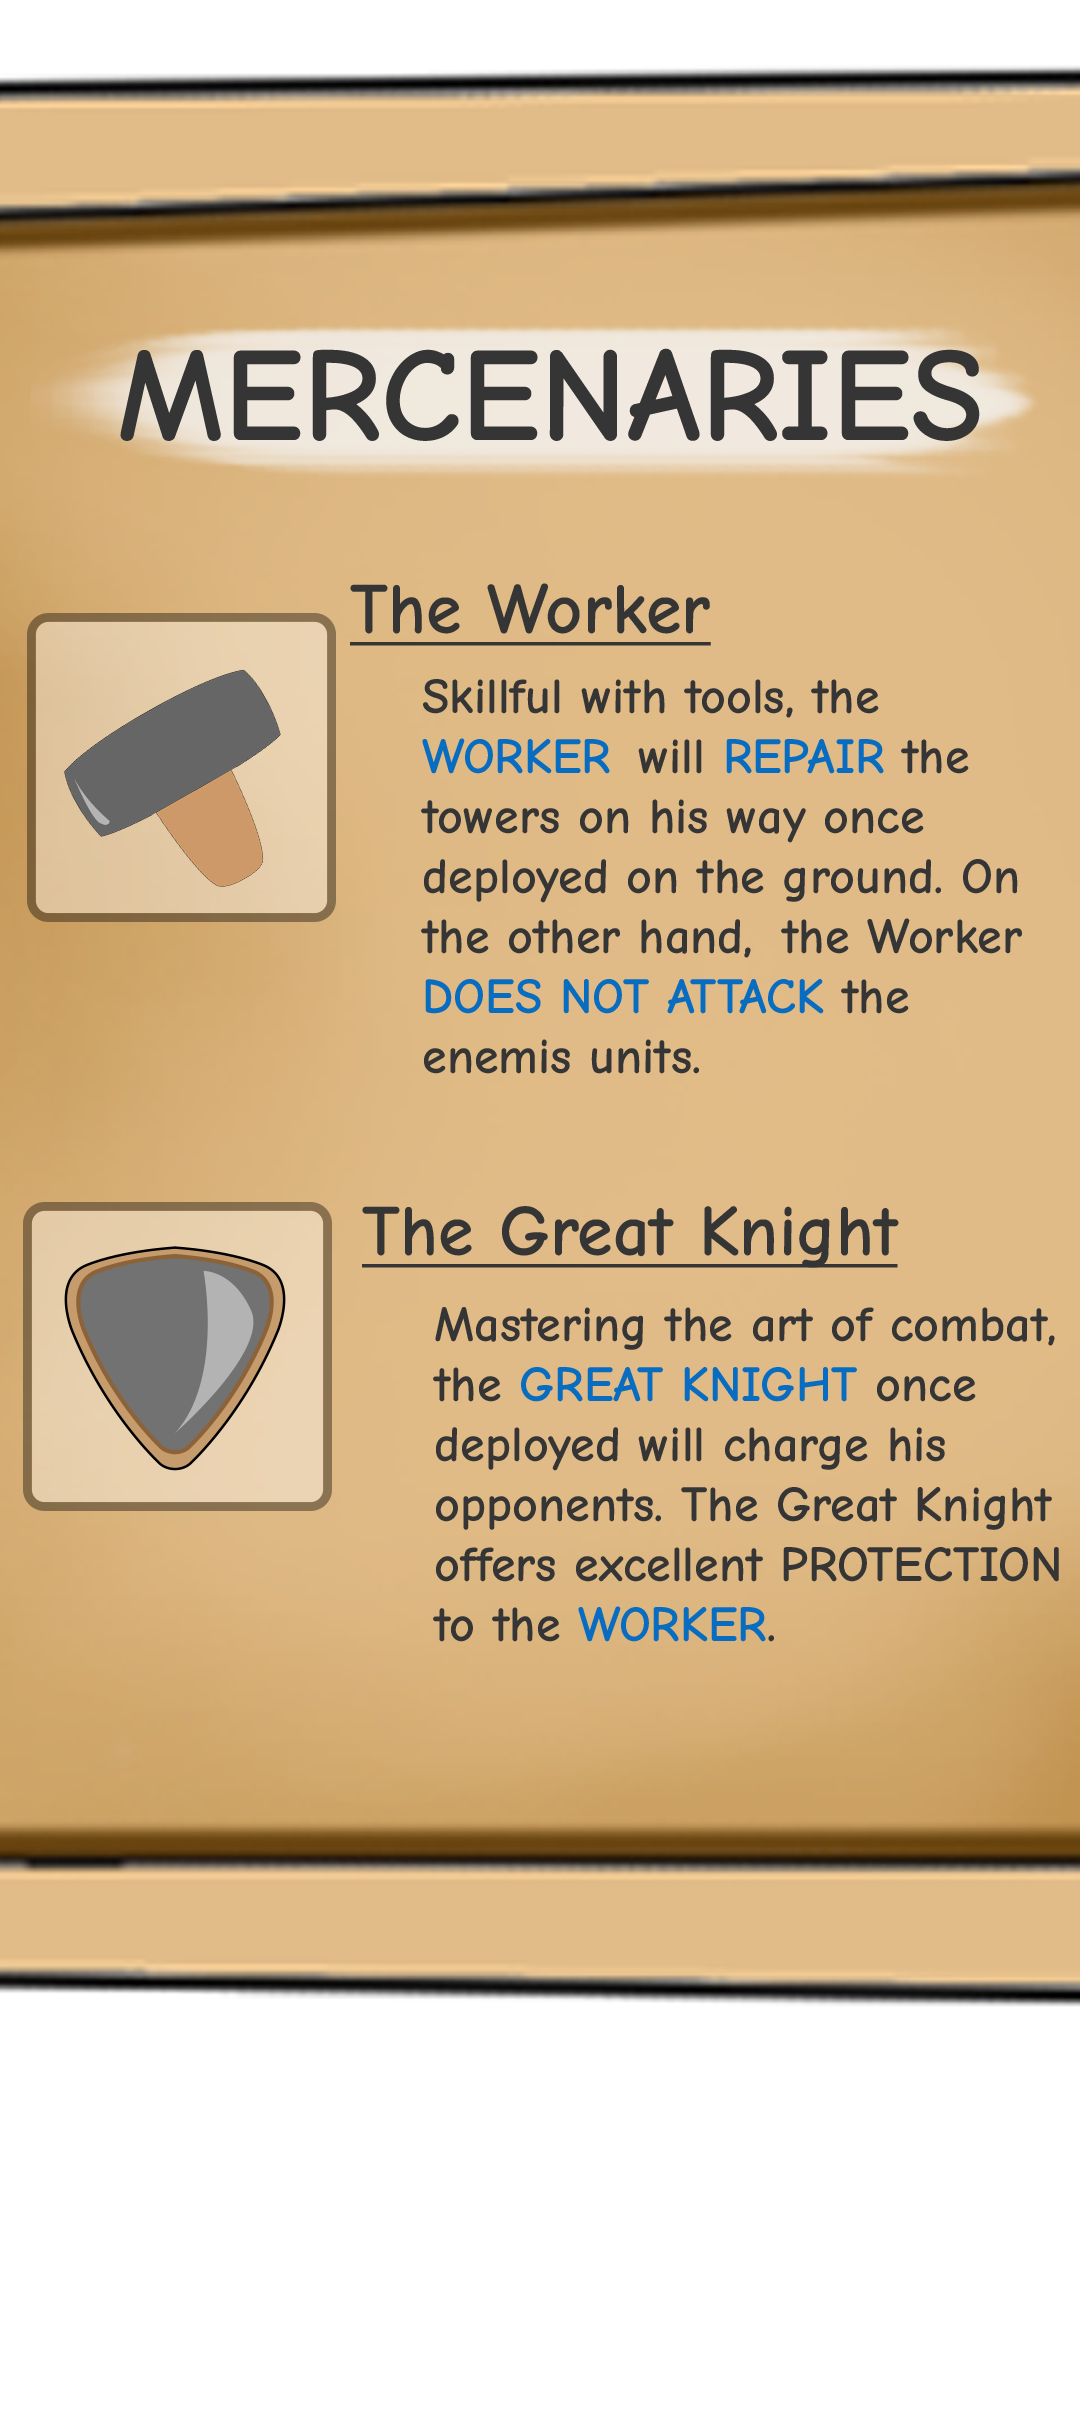 MERCENARIES
The Worker
Skillful with tools, the
WORKER will REPAIR the
towers on his way once
deployed on the ground. On
the other hand, the Worker
DOES NOT ATTACK the
enemis units.
The Great Knight
Mastering the art of combat,
the GREAT KNIGHT once
deployed will charge his
opponents. The Great Knight
offers excellent PROTECTION
to the WORKER.